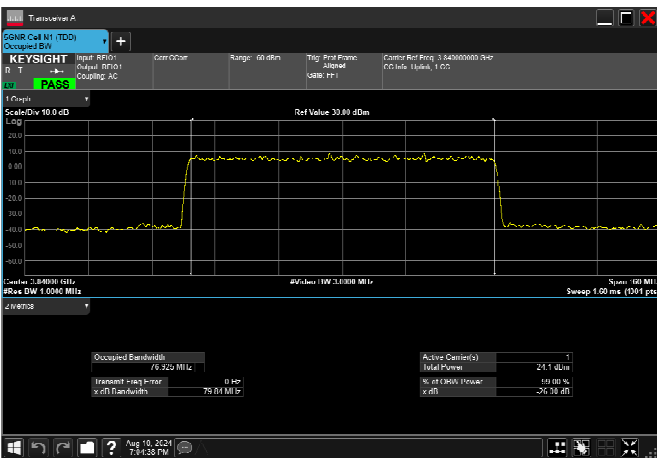 Transceiver A
5GNR Cell N1 (TDD)
Occupied BW
+
KEYSIGHT
R T
PASS
Input: RFIO1
Output: RFIO1
Coupling: AC
Corr CCorr
Range: 60 dBm
Trig: Prot Frame
Aligned
Gate: FFT
Carrier Ref Freq: 3.840000000 GHz
CC Info: Uplink, 1 CC
1 Graph
Scale/Div 10.0 dB
Ref Value 30.00 dBm
Log
20.0
10.0
0.00
-10.0
-20.0
-30.0
-40.0
-50.0
-60.0
Center 3.84000 GHz
#Video BW 3.0000 MHz
#Res BW 1.0000 MHz
Sweep 1.60 ms (1001 pts
2 Metrics
Occupied Bandwidth
76.925 MHz
Transmit Freq Error 0 Hz
x dB Bandwidth 79.84 MHz
Active Carrier(s) 1
Total Power 24.1 dBm
% of OBW Power 99.00 %
x dB -26.00 dB
?
Aug 10, 2024
7:04:38 PM